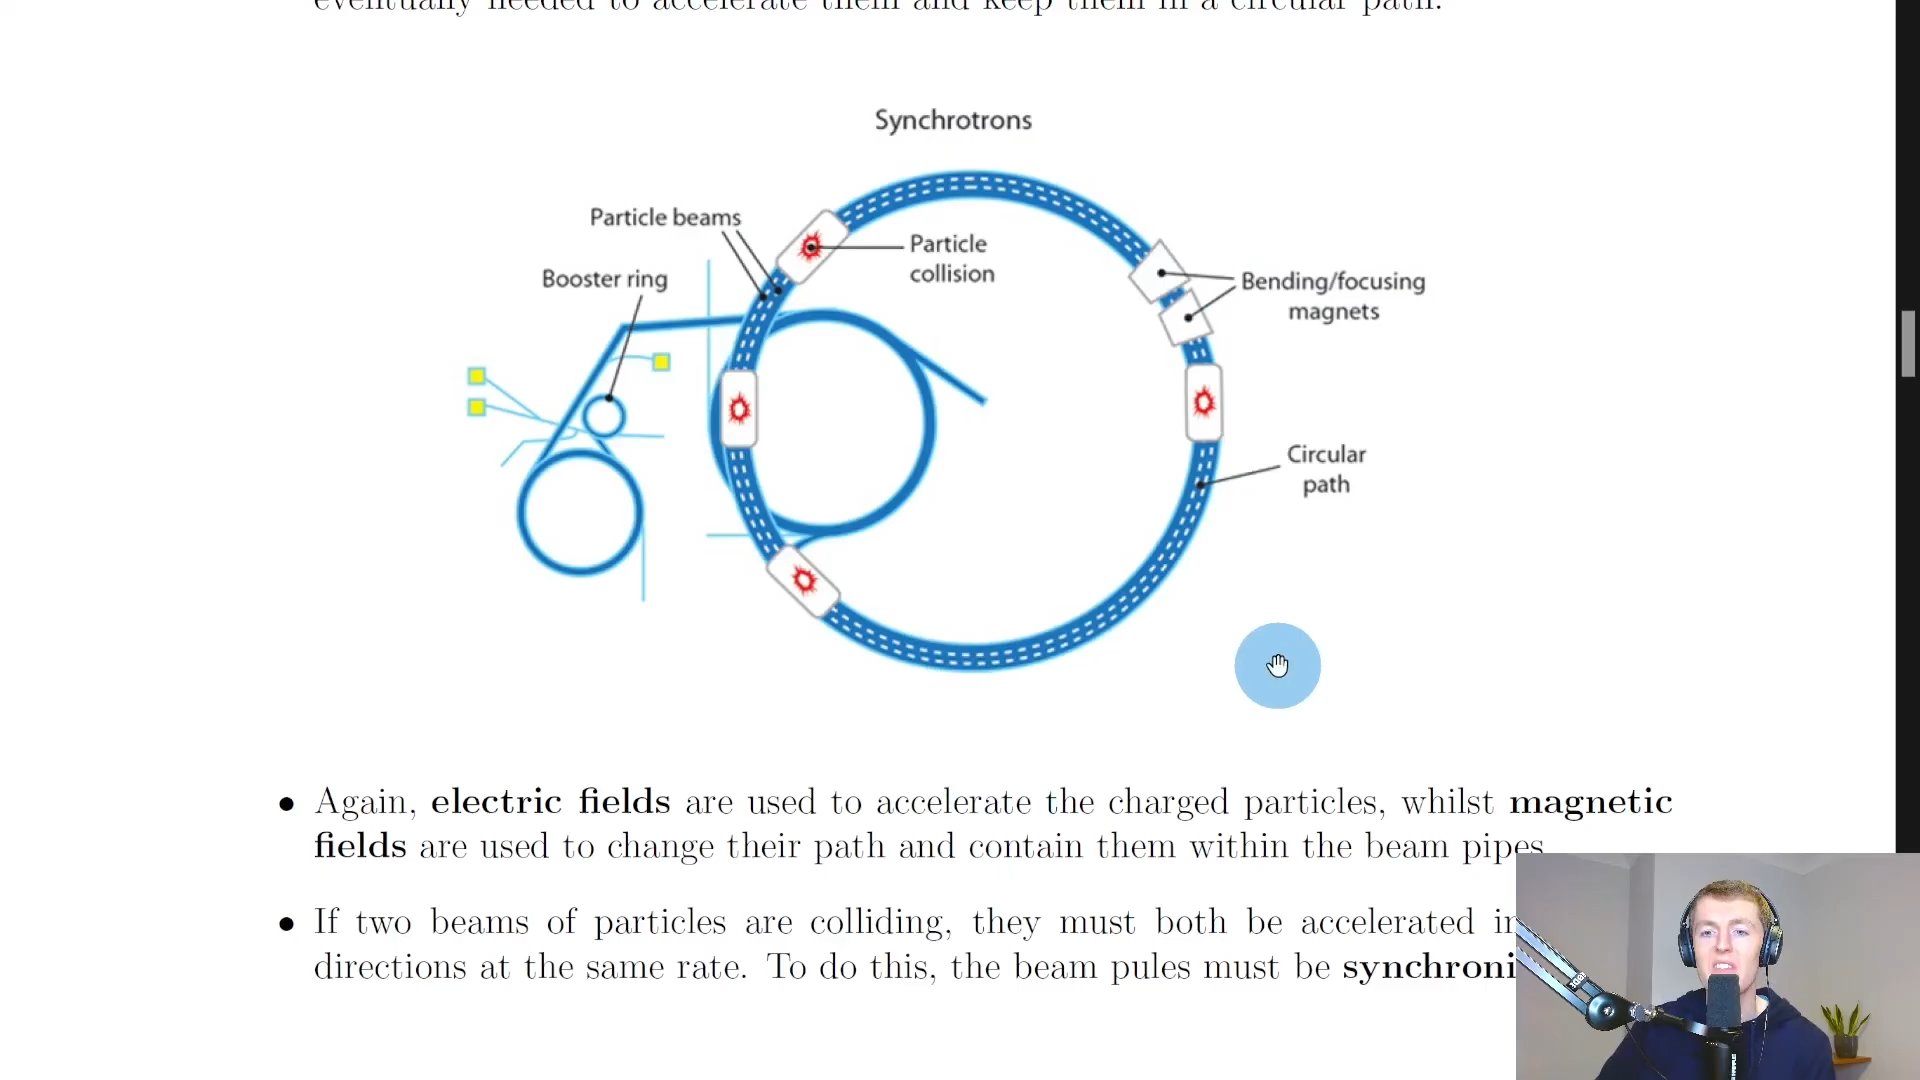 eventually needed to accelerate them and keep them in a circular path.
Synchrotrons
Particle beams
Particle
collision
Booster ring
Bending/focusing
magnets
Circular
path
• Again, electric fields are used to accelerate the charged particles, whilst magnetic
fields are used to change their path and contain them within the beam pipes
• If two beams of particles are colliding, they must both be accelerated in
directions at the same rate. To do this, the beam pules must be synchroni